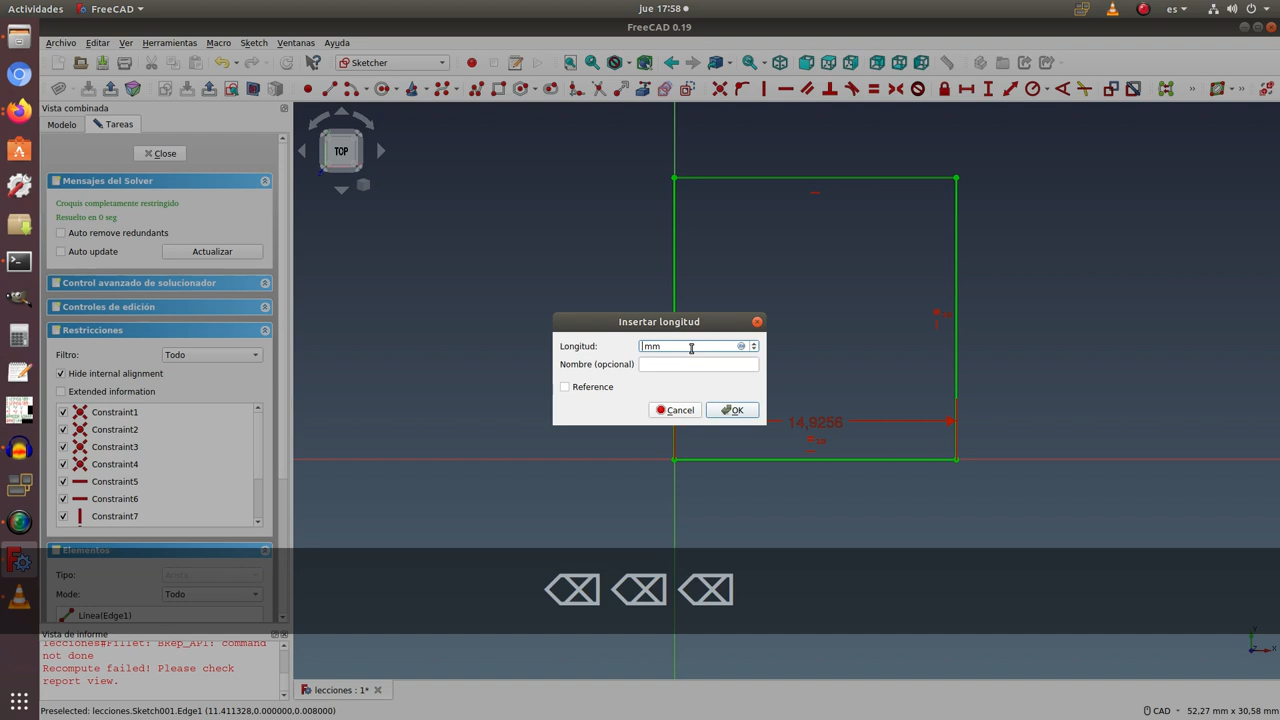 Actividades
FreeCAD
jue 17:58
es
FreeCAD 0.19
Archivo Editar Ver Herramientas Macro Sketch Ventanas Ayuda
Sketcher
Vista combinada
Modelo
Tareas
Close
Mensajes del Solver
Croquis completamente restringido
Resuelto en 0 seg
Auto remove redundants
Auto update
Actualizar
Control avanzado de solucionador
Controles de edición
Restricciones
Filtro: Todo
Hide internal alignment
Extended information
Constraint1
Constraint2
Constraint3
Constraint4
Constraint5
Constraint6
Constraint7
Elementos
Tipo: Arista
Mode: Todo
Línea(Edge1)
Vista de informe
lecciones#Fillet: BRep_API: command
not done
Recompute failed! Please check
report view.
TOP
Insertar longitud
Longitud: mm
Nombre (opcional)
Reference
Cancel
OK
14,9256
lecciones : 1*
Preselected: lecciones.Sketch001.Edge1 (11.411328,0.000000,0.008000)
CAD
52,27 mm x 30,58 mm